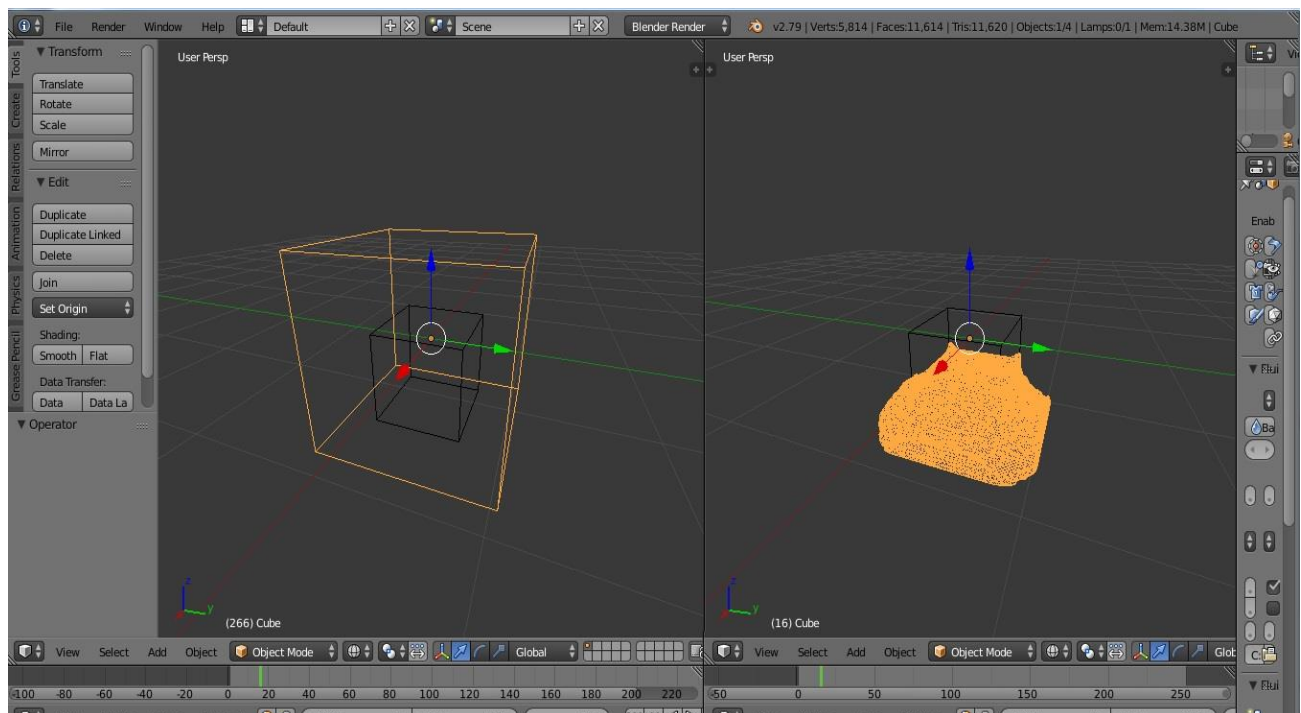 File Render Window Help Default Scene Blender Render v2.79 | Verts:5,814 | Faces:11,614 | Tris:11,620 | Objects:1/4 | Lamps:0/1 | Mem:14.38M | Cube
Tools
Create
Relations
Animation
Physics
Grease Pencil
Transform
Translate
Rotate
Scale
Mirror
Edit
Duplicate
Duplicate Linked
Delete
Join
Set Origin
Shading:
Smooth Flat
Data Transfer:
Data Data La
Operator
User Persp
z
y
(266) Cube
View Select Add Object Object Mode Global
-100 -80 -60 -40 -20 0 20 40 60 80 100 120 140 160 180 200 220
User Persp
z
y
(16) Cube
View Select Add Object Object Mode Glob
-50 0 50 100 150 200 250
Vi
Enab
Flui
Ba
C
Flui